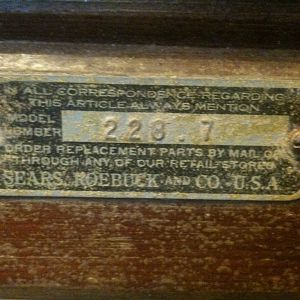 IN ALL CORRESPONDENCE REGARDING
THIS ARTICLE ALWAYS MENTION
MODEL
NUMBER 228.7
ORDER REPLACEMENT PARTS BY MAIL OR
THROUGH ANY OF OUR RETAIL STORES
SEARS, ROEBUCK AND CO.-U.S.A